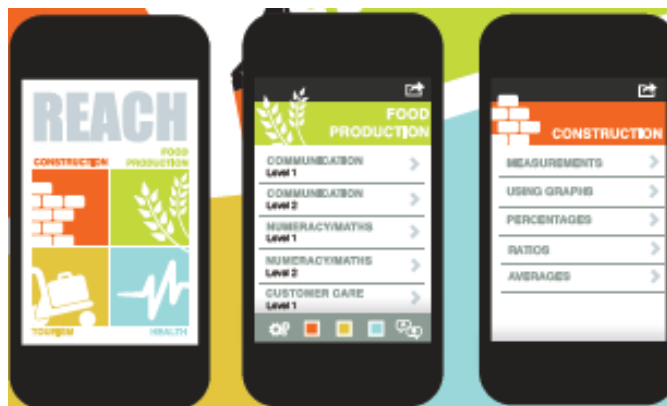 REACH
CONSTRUCTION
FOOD
PRODUCTION
TOURISM
HEALTH
FOOD
PRODUCTION
COMMUNICATION
Level 1
COMMUNICATION
Level 2
NUMERACY/MATHS
Level 1
NUMERACY/MATHS
Level 2
CUSTOMER CARE
Level 1
CONSTRUCTION
MEASUREMENTS
USING GRAPHS
PERCENTAGES
RATIOS
AVERAGES